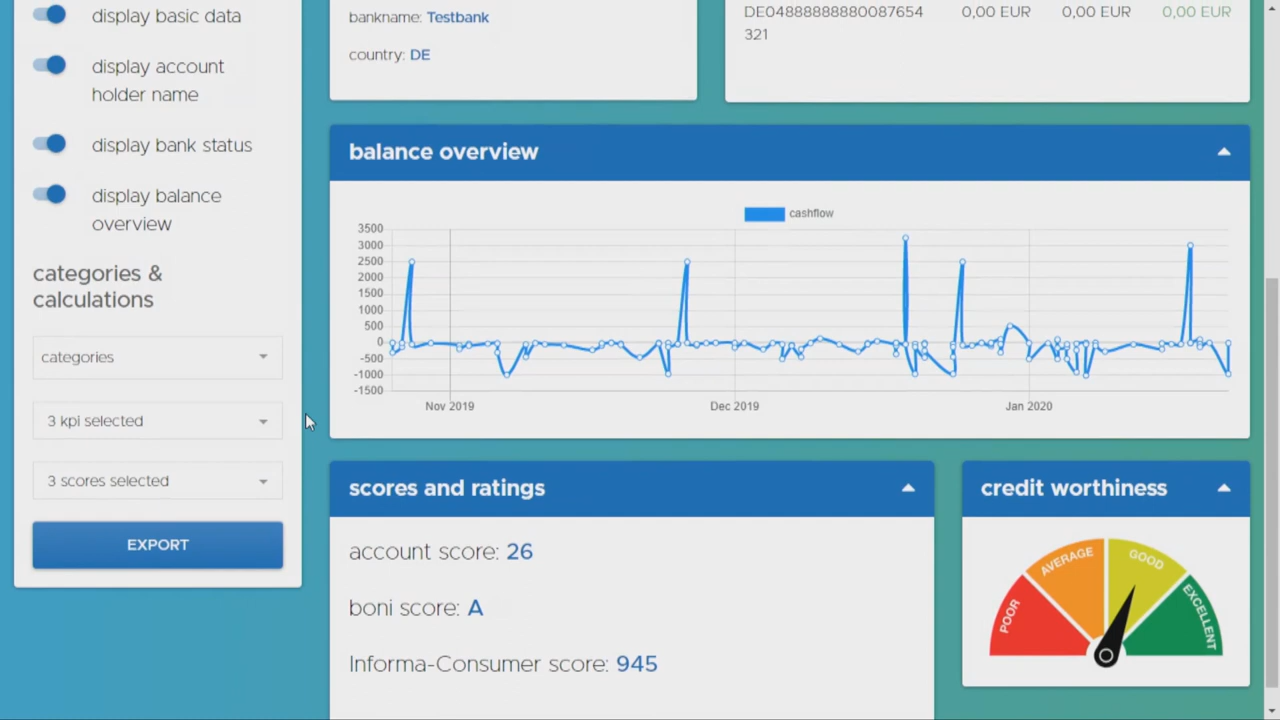 display basic data
display account
holder name
display bank status
display balance
overview
categories &
calculations
categories
3 kpi selected
3 scores selected
EXPORT
bankname: Testbank
country: DE
DE04888888880087654
321
0,00 EUR
0,00 EUR
0,00 EUR
balance overview
cashflow
3500
3000
2500
2000
1500
1000
500
0
-500
-1000
-1500
Nov 2019
Dec 2019
Jan 2020
scores and ratings
account score: 26
boni score: A
Informa-Consumer score: 945
credit worthiness
POOR
AVERAGE
GOOD
EXCELLENT